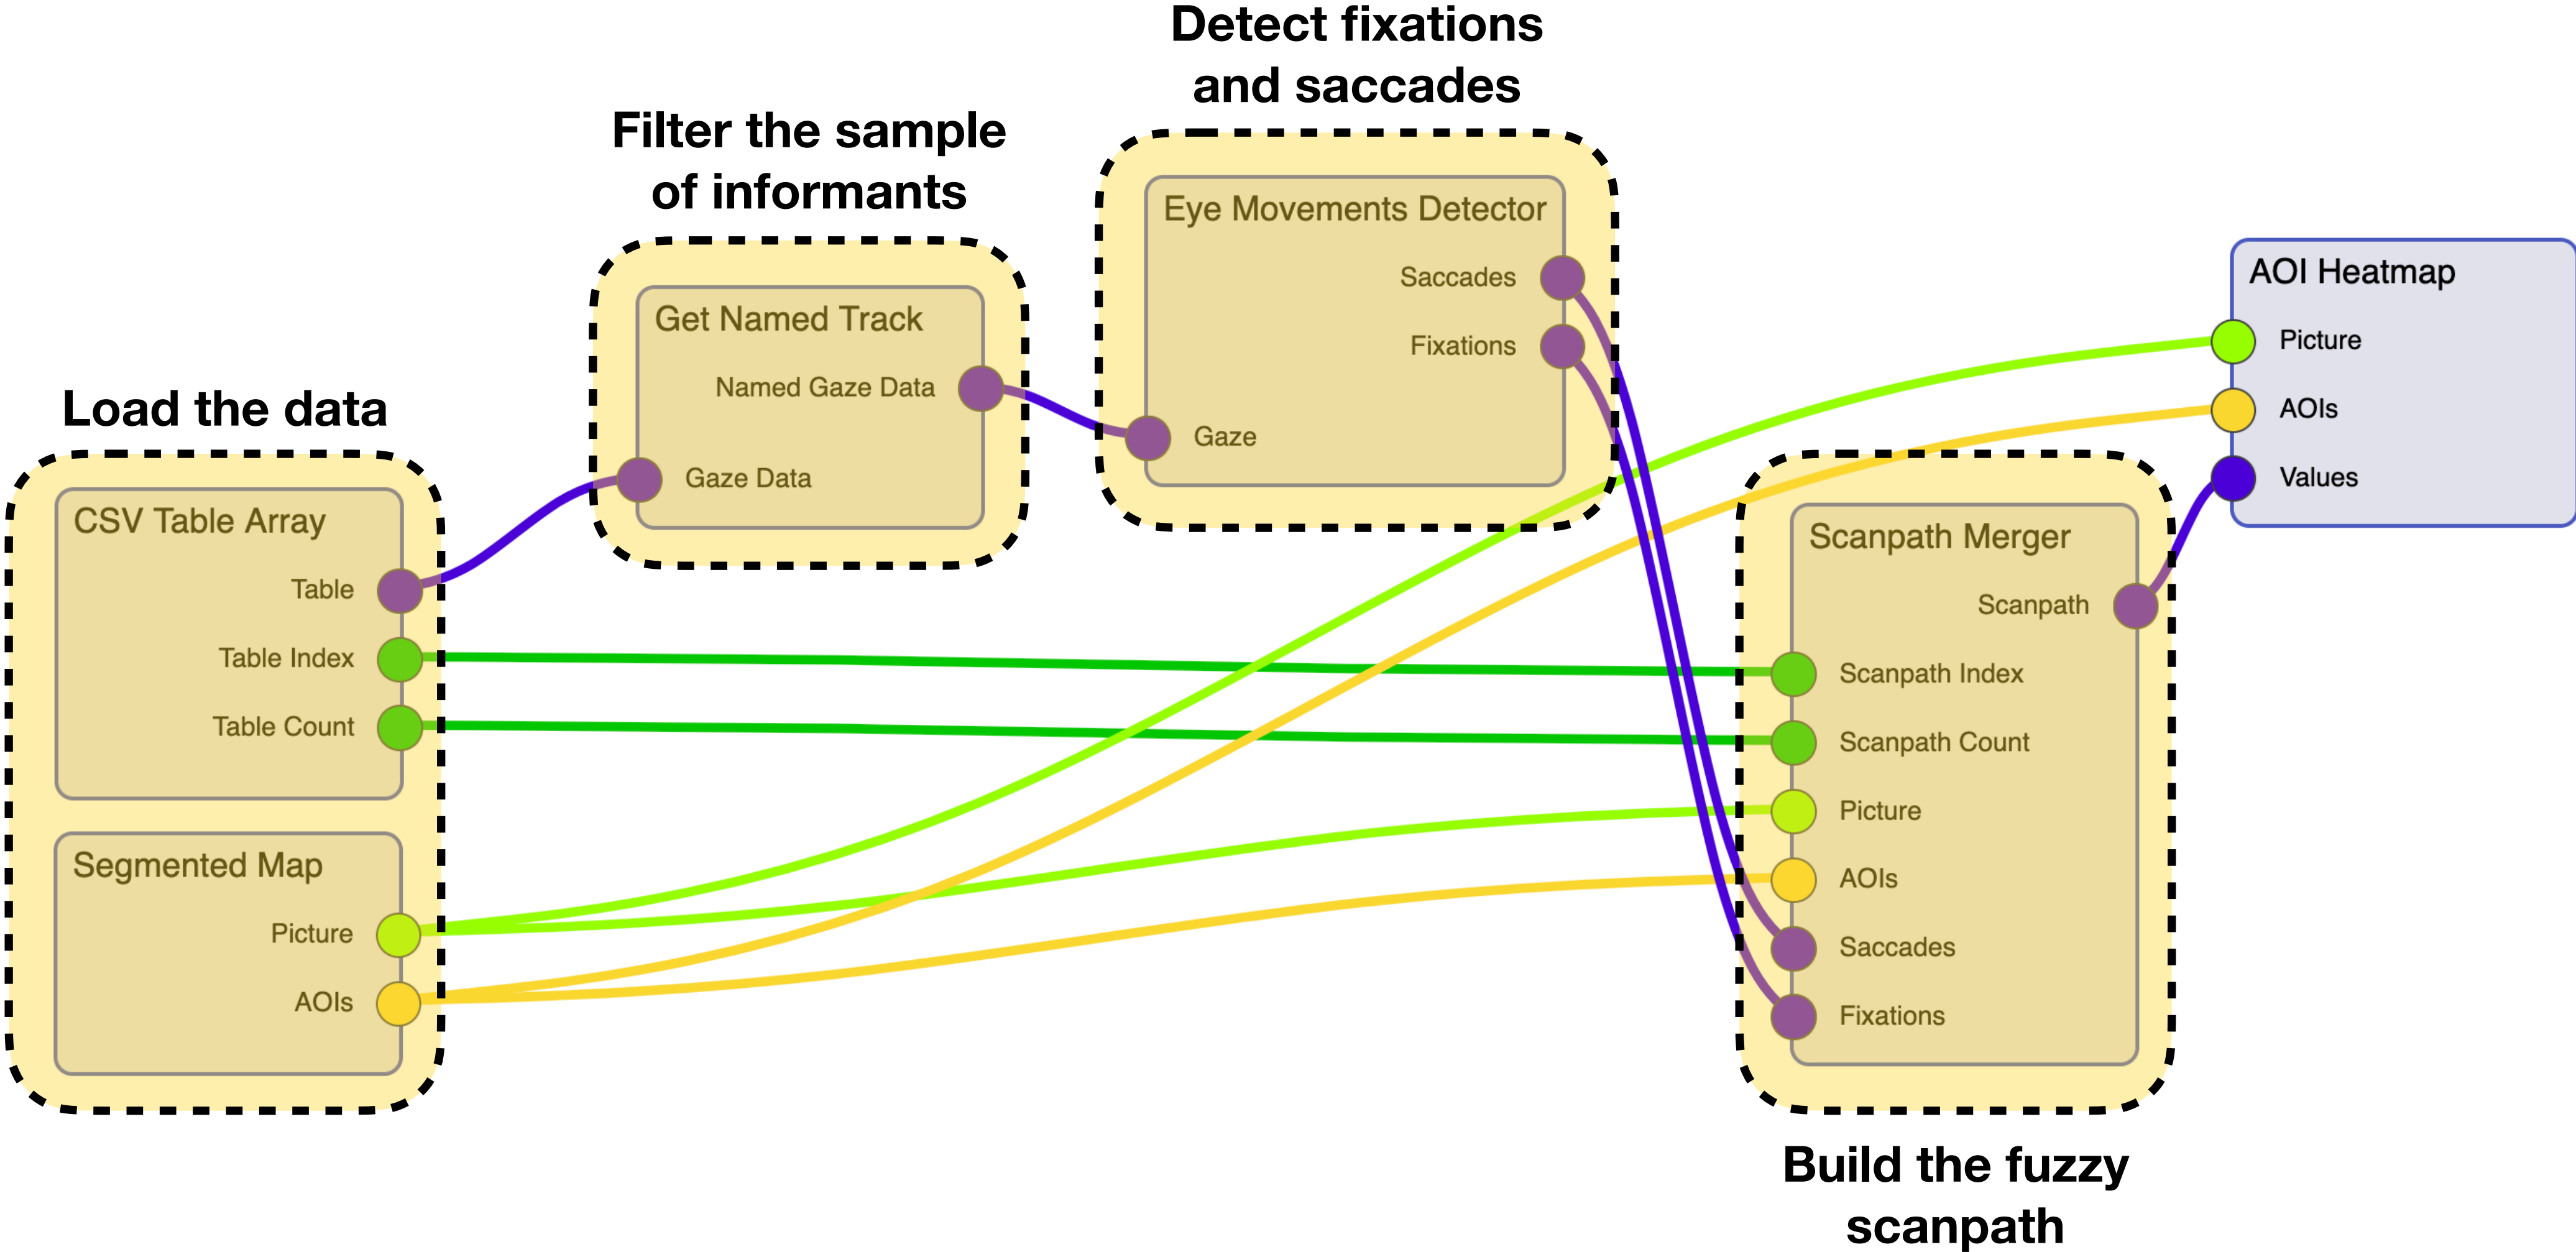 Detect fixations
and saccades
Filter the sample
of informants
Load the data
CSV Table Array
Table
Table Index
Table Count
Segmented Map
Picture
AOIs
Get Named Track
Named Gaze Data
Gaze Data
Eye Movements Detector
Saccades
Fixations
Gaze
Scanpath Merger
Scanpath
Scanpath Index
Scanpath Count
Picture
AOIs
Saccades
Fixations
Build the fuzzy
scanpath
AOI Heatmap
Picture
AOIs
Values